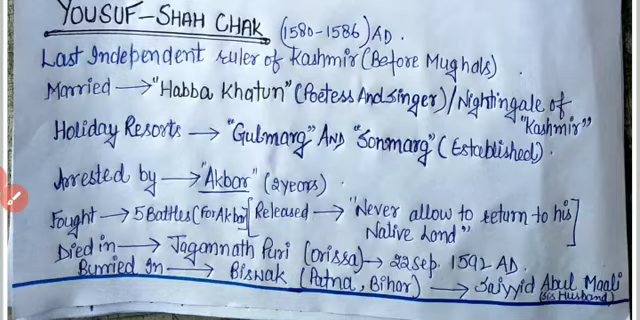 YOUSUF-SHAH CHAK (1580-1586) AD.
Last Independent ruler of Kashmir (Before Mughals)
Married → "Habba Khatun" (Poetess And Singer) / Nightingale of "Kashmir"
Holiday Resorts → "Gulmarg" AND "Sonmarg" (Established).
Arrested by → "Akbar" (2 years).
Fought → 5 Battles (For Akbar) [Released → "Never allow to return to his Native Land"]
Died in → Jagannath Puri (Orissa) → 22 Sep. 1592 AD.
Burried In → Biswak (Patna, Bihar) → Saiyyid Abul Maali (Sis Husband)